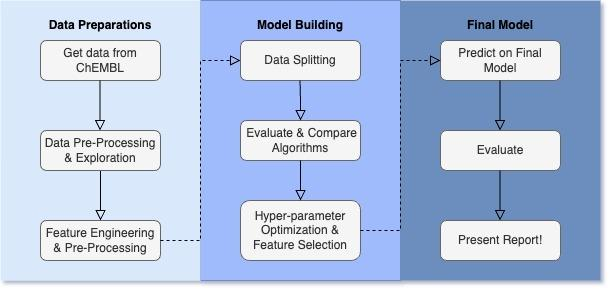 Data Preparations
Get data from
ChEMBL
Data Pre-Processing
& Exploration
Feature Engineering
& Pre-Processing
Model Building
Data Splitting
Evaluate & Compare
Algorithms
Hyper-parameter
Optimization &
Feature Selection
Final Model
Predict on Final
Model
Evaluate
Present Report!